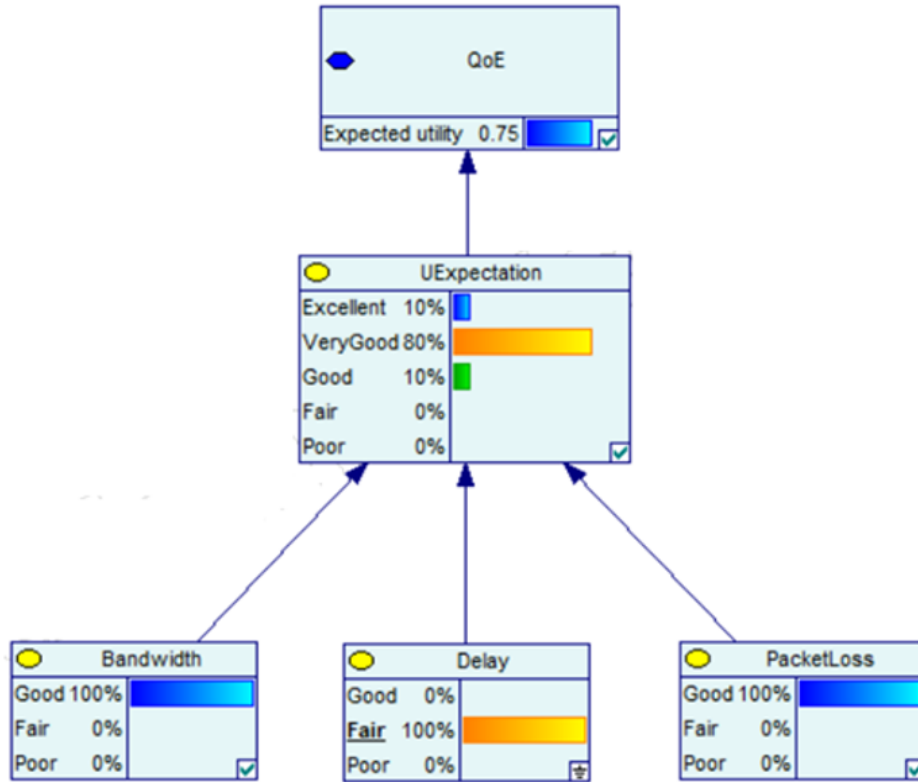 QoE
Expected utility 0.75
UExpectation
Excellent 10%
VeryGood 80%
Good 10%
Fair 0%
Poor 0%
Bandwidth
Good 100%
Fair 0%
Poor 0%
Delay
Good 0%
Fair 100%
Poor 0%
PacketLoss
Good 100%
Fair 0%
Poor 0%